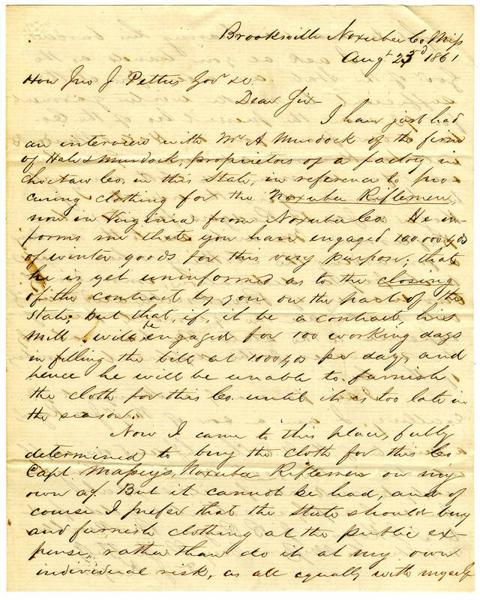 Brooksville Noxubee Co, Miss
Augt 23d 1861
Hon Jno J. Pettus Gov &c
Dear Sir
I have just had
an interview with Mr A Murdock of the firm
of Hale & Murdock, proprietors of a factory in
Choctaw Co, in this State, in reference to pro-
curing clothing for the Noxubee Riflemen,
now in Virginia from Noxubee Co. He in-
forms me that you have engaged 100.000 yds
of winter goods for this very purpose; that
he is yet uninformed as to the closing
of the contract by you on the part of the
State, but that, if, it be a contract, his
mill will be engaged for 100 working days
in filling the bill at 1000 yds per day, and
hence he will be unable to furnish
the cloth for this Co. until it is too late in
the season.
Now I came to this place, fully
determined to buy the cloth for this Co
Capt Noxubee Riflemen on my
own a/c. But it cannot be had, and of
course I prefer that the State should buy
and furnish clothing at the public ex-
pense, rather than do it at my own
individual risk, as all equally with myself